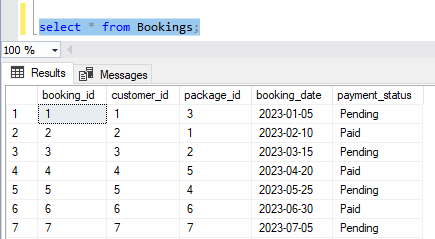 select * from Bookings;
100 %
Results Messages
booking_id customer_id package_id booking_date payment_status
1 1 1 3 2023-01-05 Pending
2 2 2 1 2023-02-10 Paid
3 3 3 2 2023-03-15 Pending
4 4 4 5 2023-04-20 Paid
5 5 5 4 2023-05-25 Pending
6 6 6 6 2023-06-30 Paid
7 7 7 7 2023-07-05 Pending